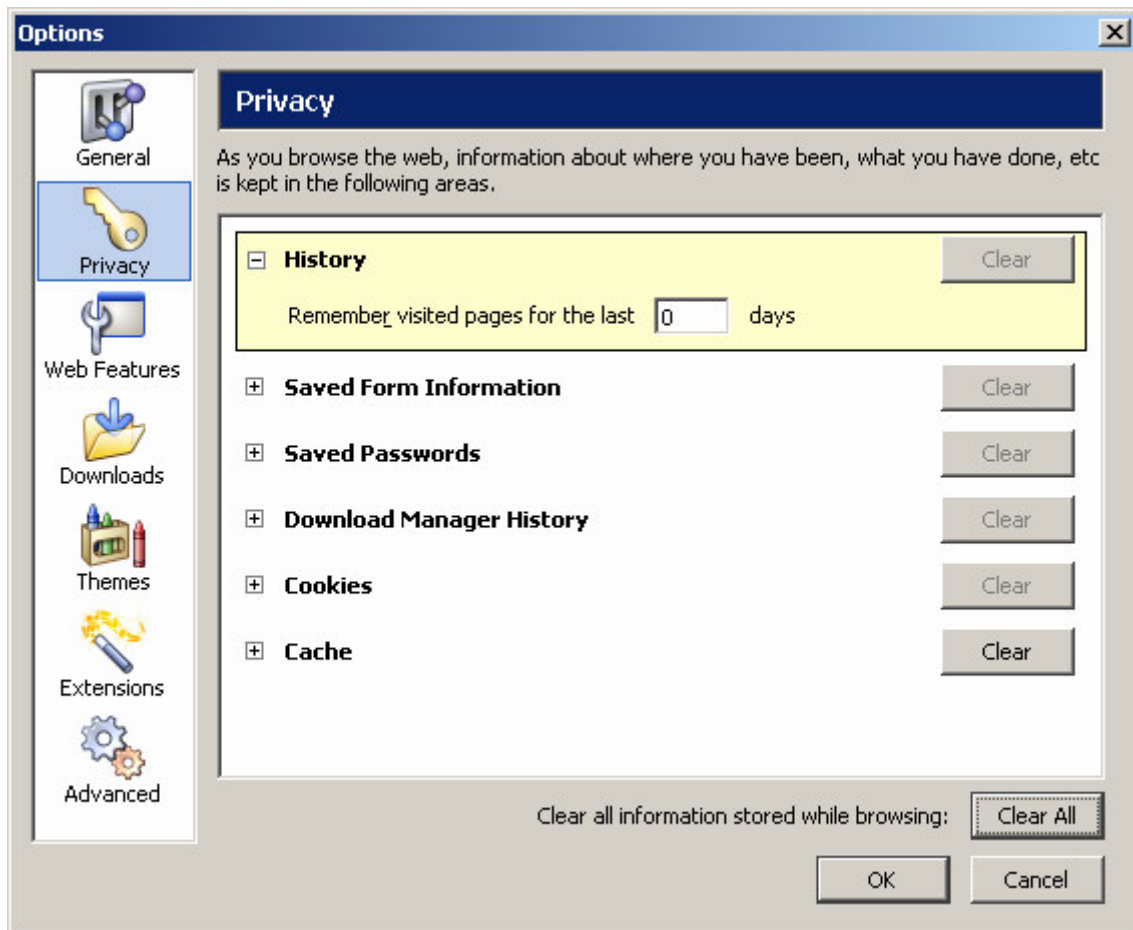 Options
General
Privacy
Web Features
Downloads
Themes
Extensions
Advanced
Privacy
As you browse the web, information about where you have been, what you have done, etc
is kept in the following areas.
History Clear
Remember visited pages for the last 0 days
Saved Form Information Clear
Saved Passwords Clear
Download Manager History Clear
Cookies Clear
Cache Clear
Clear all information stored while browsing: Clear All
OK Cancel